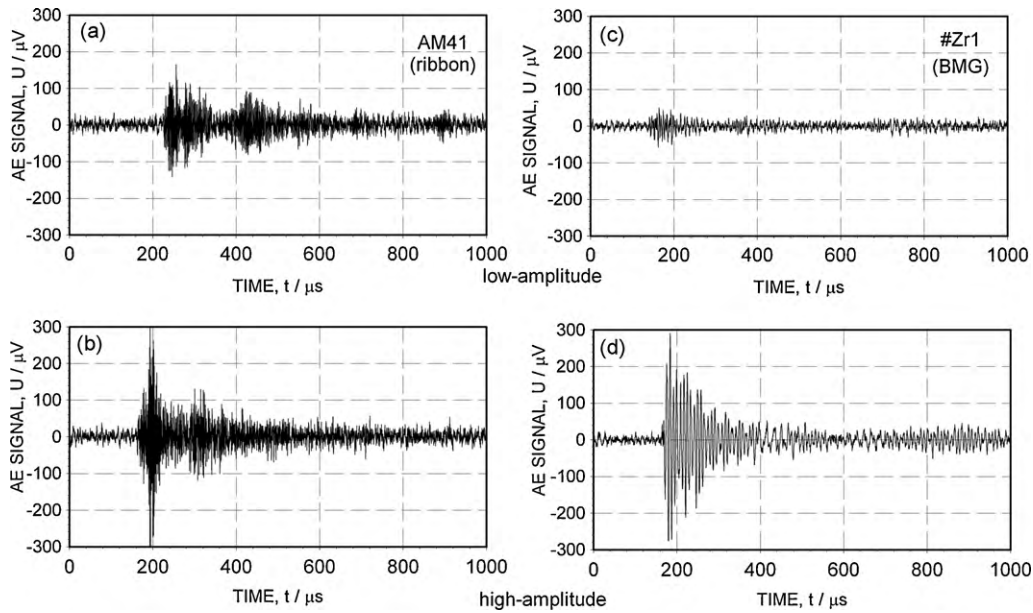 (a)
AM41
(ribbon)
AE SIGNAL, U / μV
300
200
100
0
-100
-200
-300
0 200 400 600 800 1000
TIME, t / μs
(c)
#Zr1
(BMG)
AE SIGNAL, U / μV
300
200
100
0
-100
-200
-300
0 200 400 600 800 1000
TIME, t / μs
low-amplitude
(b)
AE SIGNAL, U / μV
300
200
100
0
-100
-200
-300
0 200 400 600 800 1000
TIME, t / μs
(d)
AE SIGNAL, U / μV
300
200
100
0
-100
-200
-300
0 200 400 600 800 1000
TIME, t / μs
high-amplitude